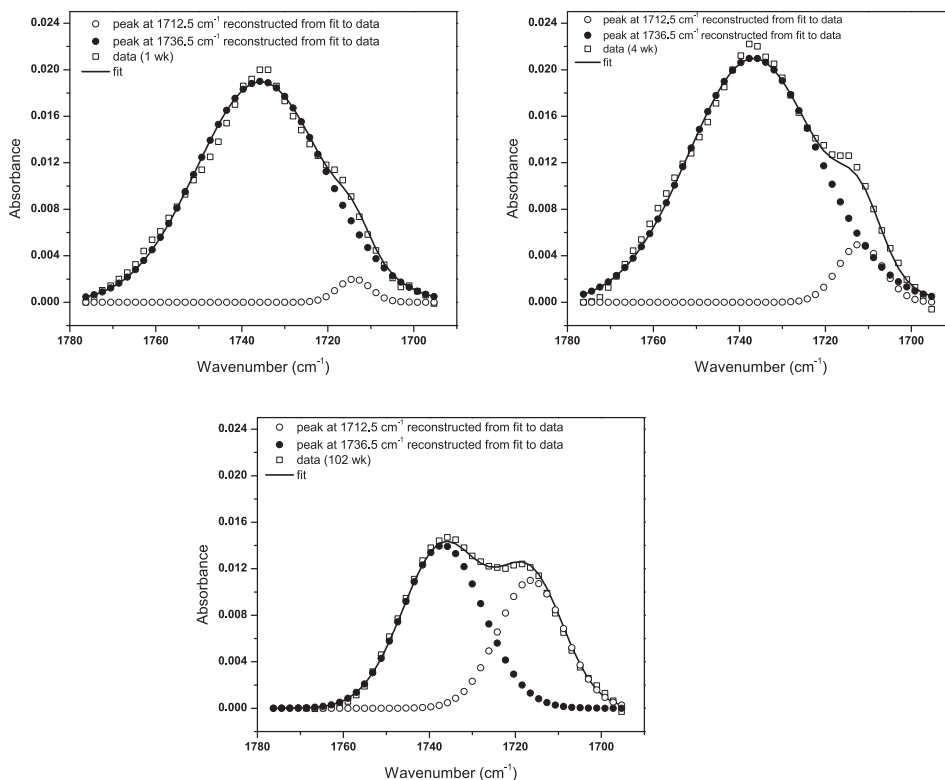 peak at 1712.5 cm⁻¹ reconstructed from fit to data
peak at 1736.5 cm⁻¹ reconstructed from fit to data
data (1 wk)
fit
0.024
0.020
0.016
0.012
0.008
0.004
0.000
Absorbance
1780 1760 1740 1720 1700
Wavenumber (cm⁻¹)
peak at 1712.5 cm⁻¹ reconstructed from fit to data
peak at 1736.5 cm⁻¹ reconstructed from fit to data
data (4 wk)
fit
0.024
0.020
0.016
0.012
0.008
0.004
0.000
Absorbance
1780 1760 1740 1720 1700
Wavenumber (cm⁻¹)
peak at 1712.5 cm⁻¹ reconstructed from fit to data
peak at 1736.5 cm⁻¹ reconstructed from fit to data
data (102 wk)
fit
0.024
0.020
0.016
0.012
0.008
0.004
0.000
Absorbance
1780 1760 1740 1720 1700
Wavenumber (cm⁻¹)